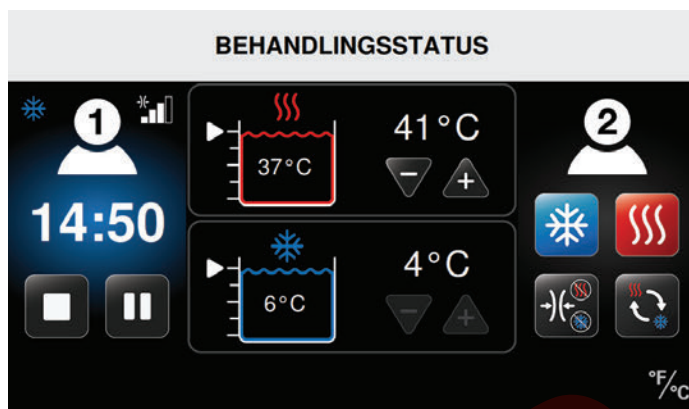 BEHANDLINGSSTATUS
1
14:50
37°C
41°C
- +
6°C
4°C
- +
2
°F/°C